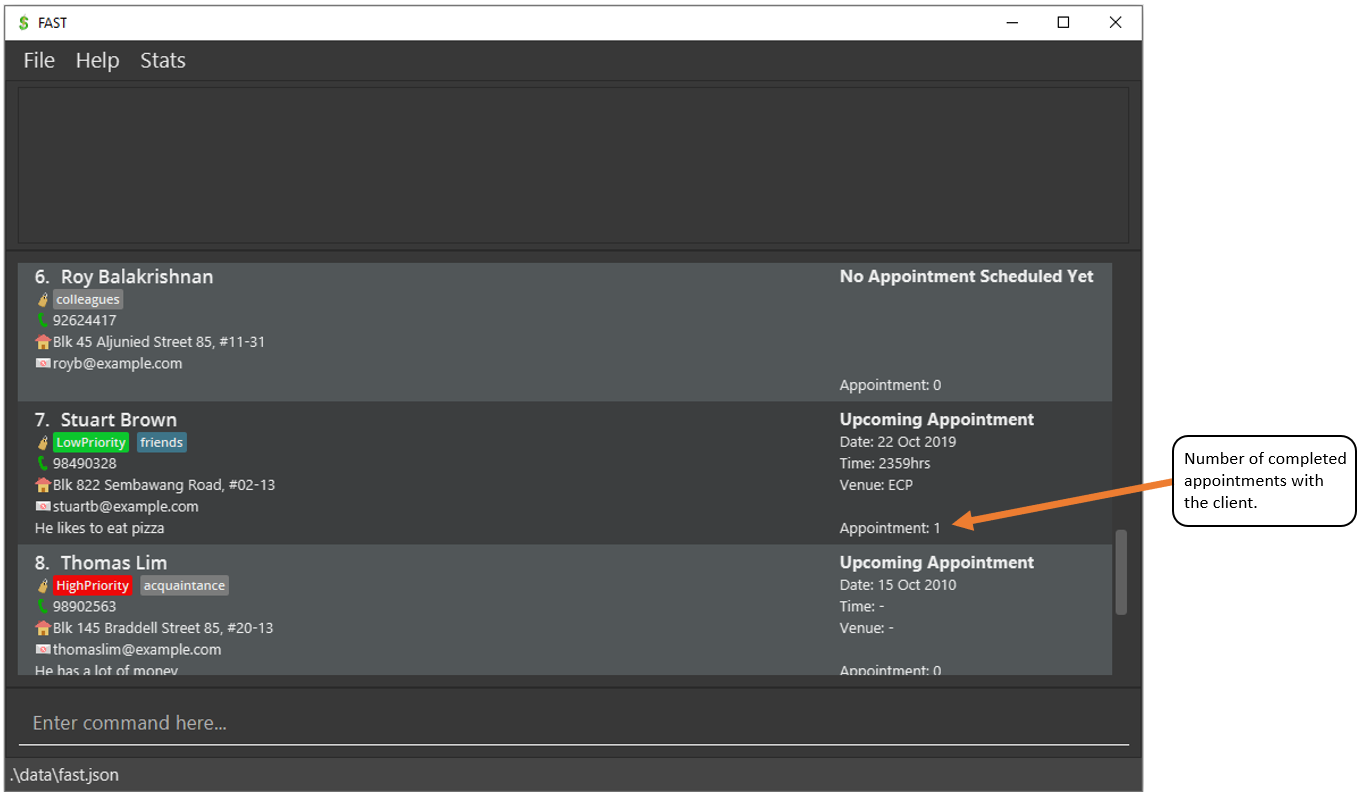 FAST
File Help Stats
6. Roy Balakrishnan
colleagues
92624417
Blk 45 Aljunied Street 85, #11-31
royb@example.com
No Appointment Scheduled Yet
Appointment: 0
7. Stuart Brown
LowPriority friends
98490328
Blk 822 Sembawang Road, #02-13
stuartb@example.com
He likes to eat pizza
Upcoming Appointment
Date: 22 Oct 2019
Time: 2359hrs
Venue: ECP
Appointment: 1
Number of completed
appointments with
the client.
8. Thomas Lim
HighPriority acquaintance
98902563
Blk 145 Braddell Street 85, #20-13
thomaslim@example.com
He has a lot of money
Upcoming Appointment
Date: 15 Oct 2010
Time: -
Venue: -
Appointment: 0
Enter command here...
.\data\fast.json